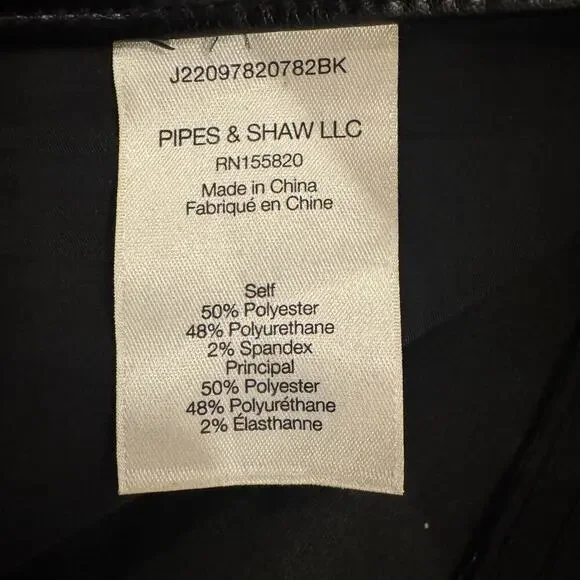 J22097820782BK
PIPES & SHAW LLC
RN155820
Made in China
Fabriqué en Chine
Self
50% Polyester
48% Polyurethane
2% Spandex
Principal
50% Polyester
48% Polyuréthane
2% Élasthanne